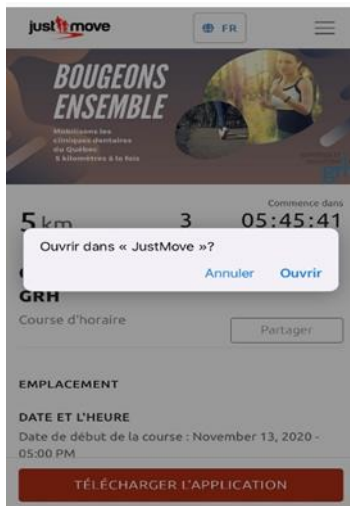 justmove
FR
BOUGEONS
ENSEMBLE
Mobilisons les
cliniques dentaires
du Québec
5 kilomètres à la fois
grh
Commence dans
5 km
3
05:45:41
Ouvrir dans « JustMove »?
Annuler
Ouvrir
GRH
Course d'horaire
Partager
EMPLACEMENT
DATE ET L'HEURE
Date de début de la course : November 13, 2020 -
05:00 PM
TÉLÉCHARGER L'APPLICATION